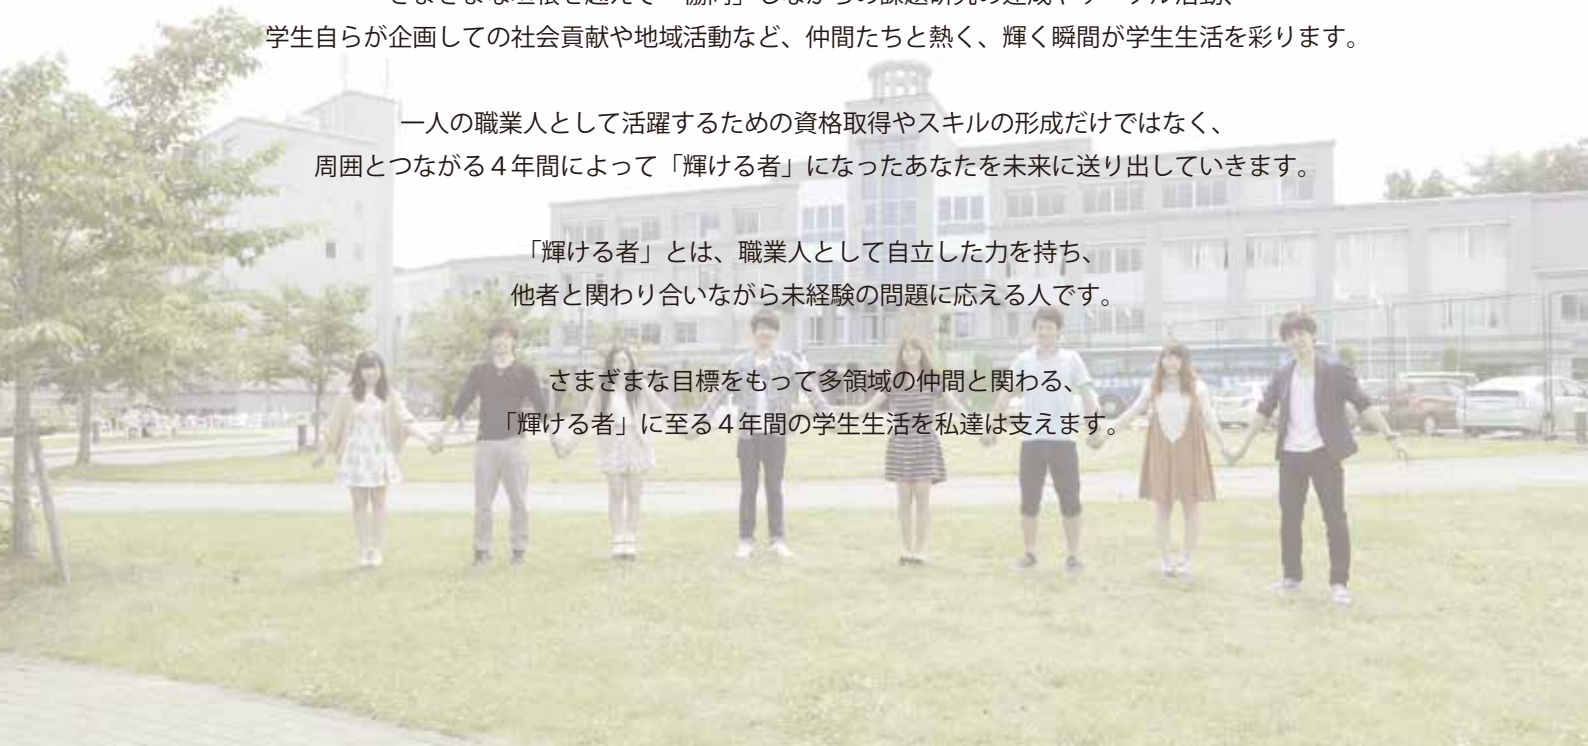 学生自らが企画しての社会貢献や地域活動など、仲間たちと熱く、輝く瞬間が学生生活を彩ります。
一人の職業人として活躍するための資格取得やスキルの形成だけではなく、
周囲とつながる４年間によって「輝ける者」になったあなたを未来に送り出していきます。
「輝ける者」とは、職業人として自立した力を持ち、
他者と関わり合いながら未経験の問題に応える人です。
さまざまな目標をもって多領域の仲間と関わる、
「輝ける者」に至る４年間の学生生活を私達は支えます。